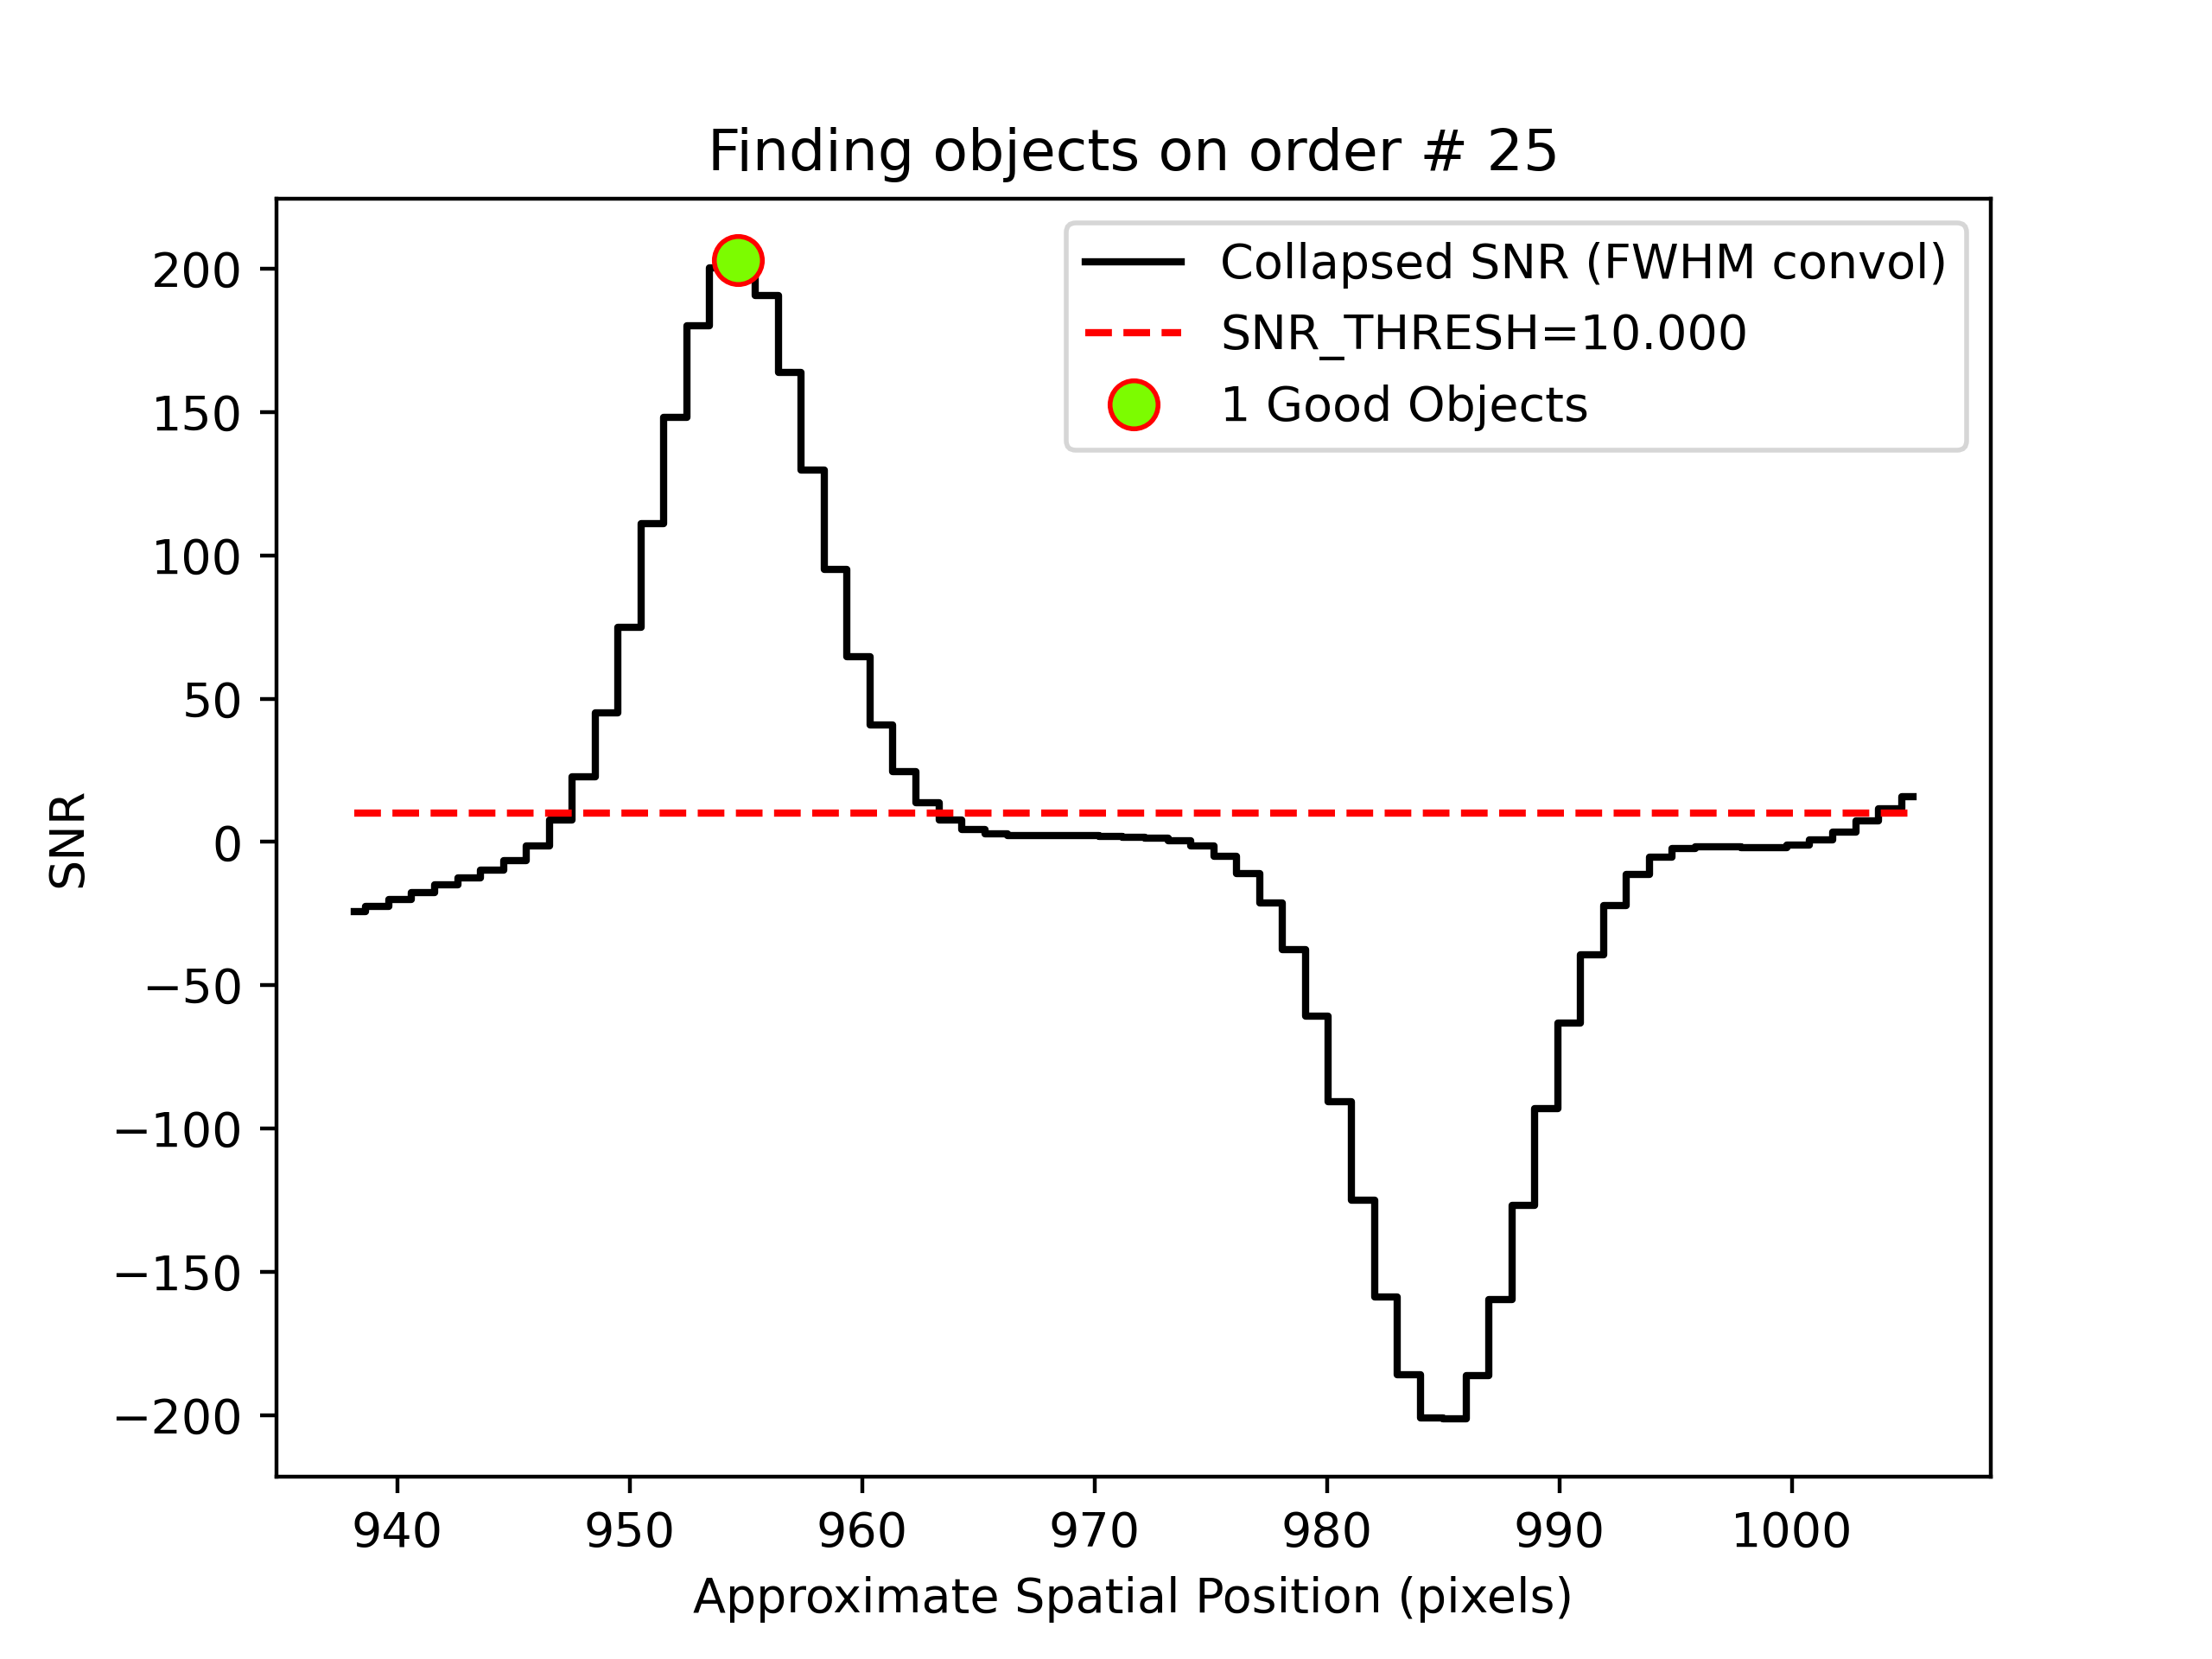 Finding objects on order # 25
Collapsed SNR (FWHM convol)
SNR_THRESH=10.000
1 Good Objects
200
150
100
50
0
−50
−100
−150
−200
SNR
940 950 960 970 980 990 1000
Approximate Spatial Position (pixels)